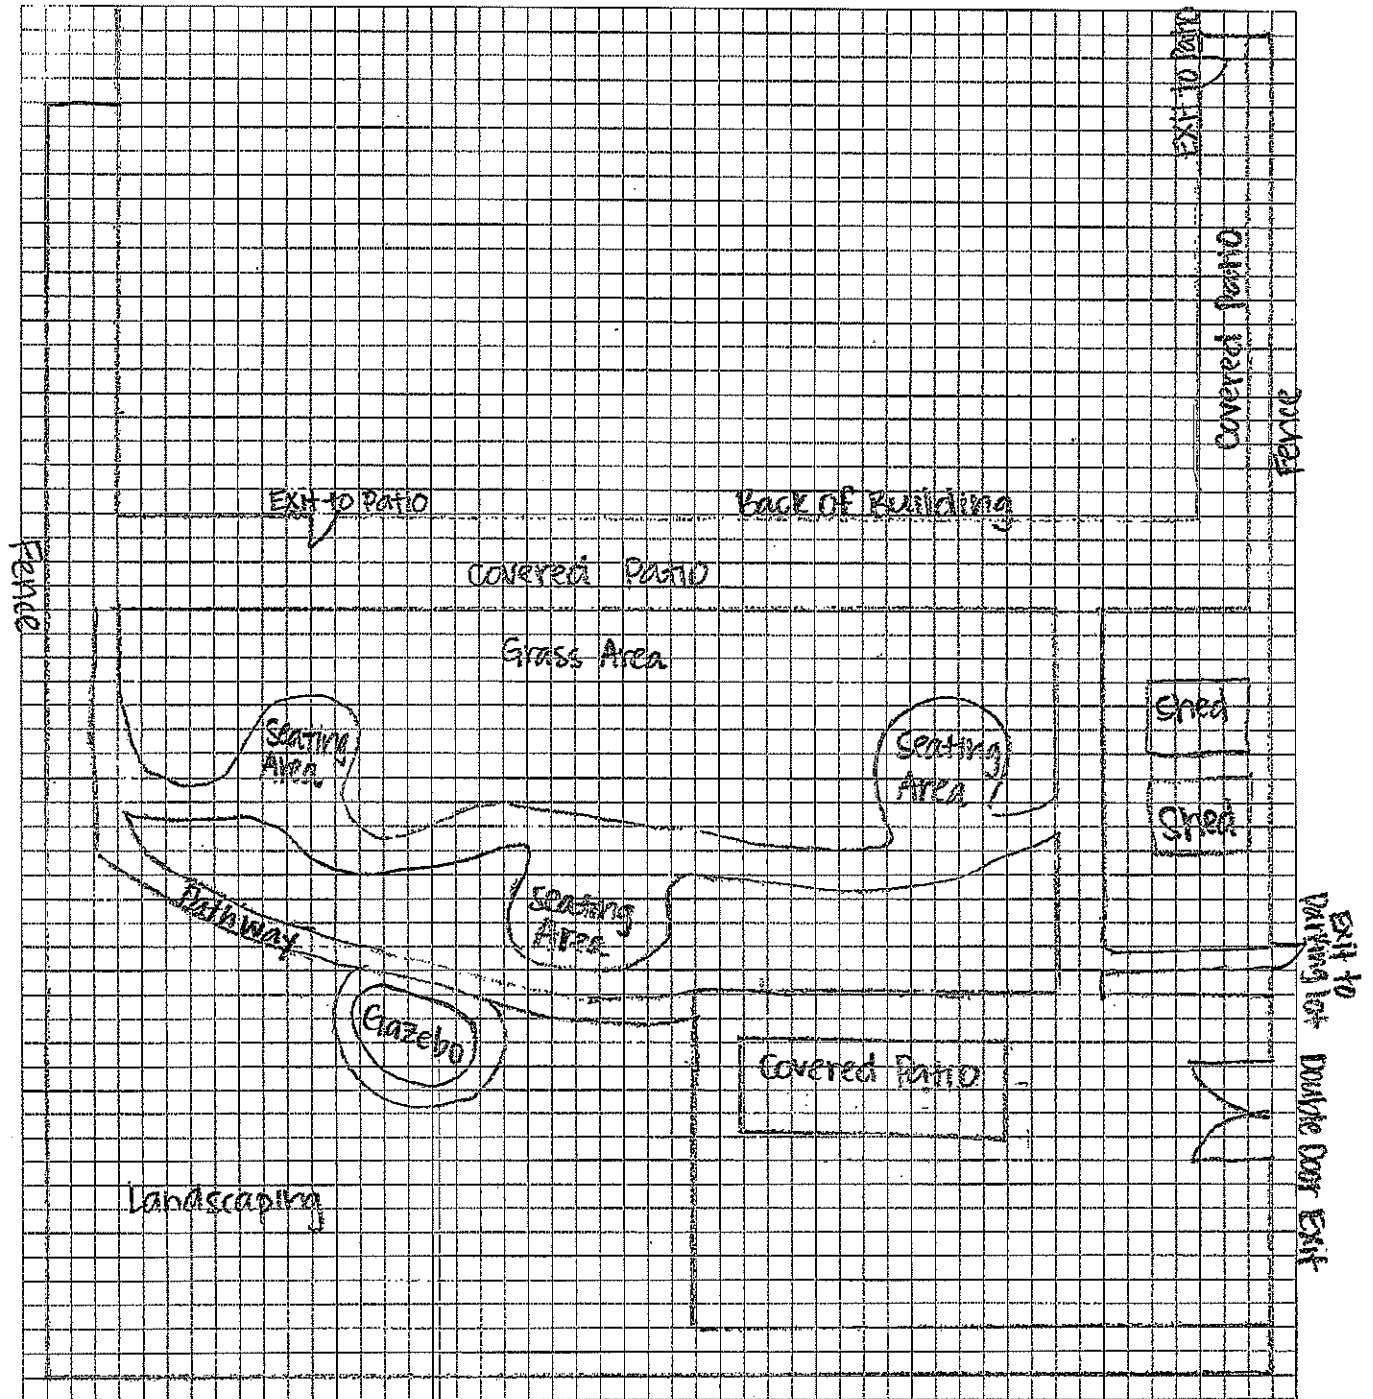 Exit to Patio
Covered Patio
Fence
Exit to Patio
Back of Building
Fence
Covered Patio
Grass Area
Shed
Seating
Area
Seating
Area
Shed
Pathway
Seating
Area
Exit to
Parking lot
Gazebo
Covered Patio
Double Door Exit
Landscaping